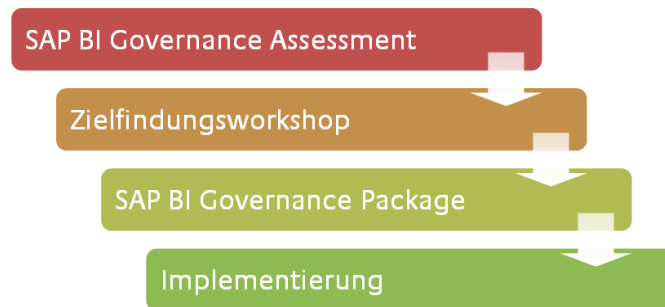 SAP BI Governance Assessment
Zielfindungsworkshop
SAP BI Governance Package
Implementierung